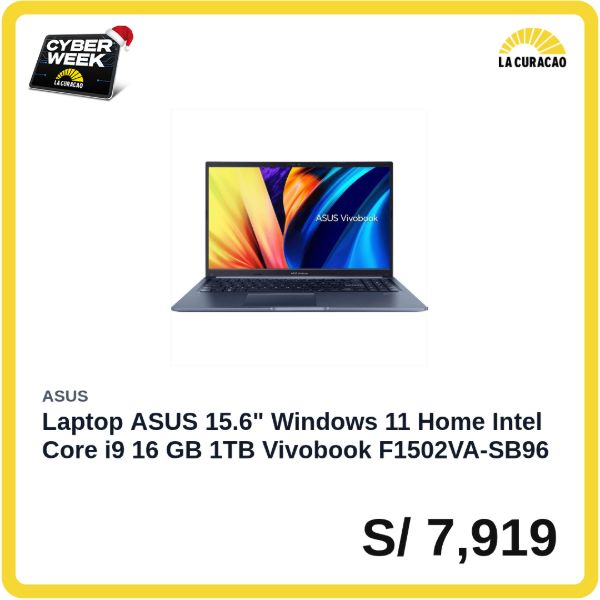 CYBER
WEEK
LA CURACAO
LA CURACAO
ASUS Vivobook
ASUS
Laptop ASUS 15.6" Windows 11 Home Intel
Core i9 16 GB 1TB Vivobook F1502VA-SB96
S/ 7,919